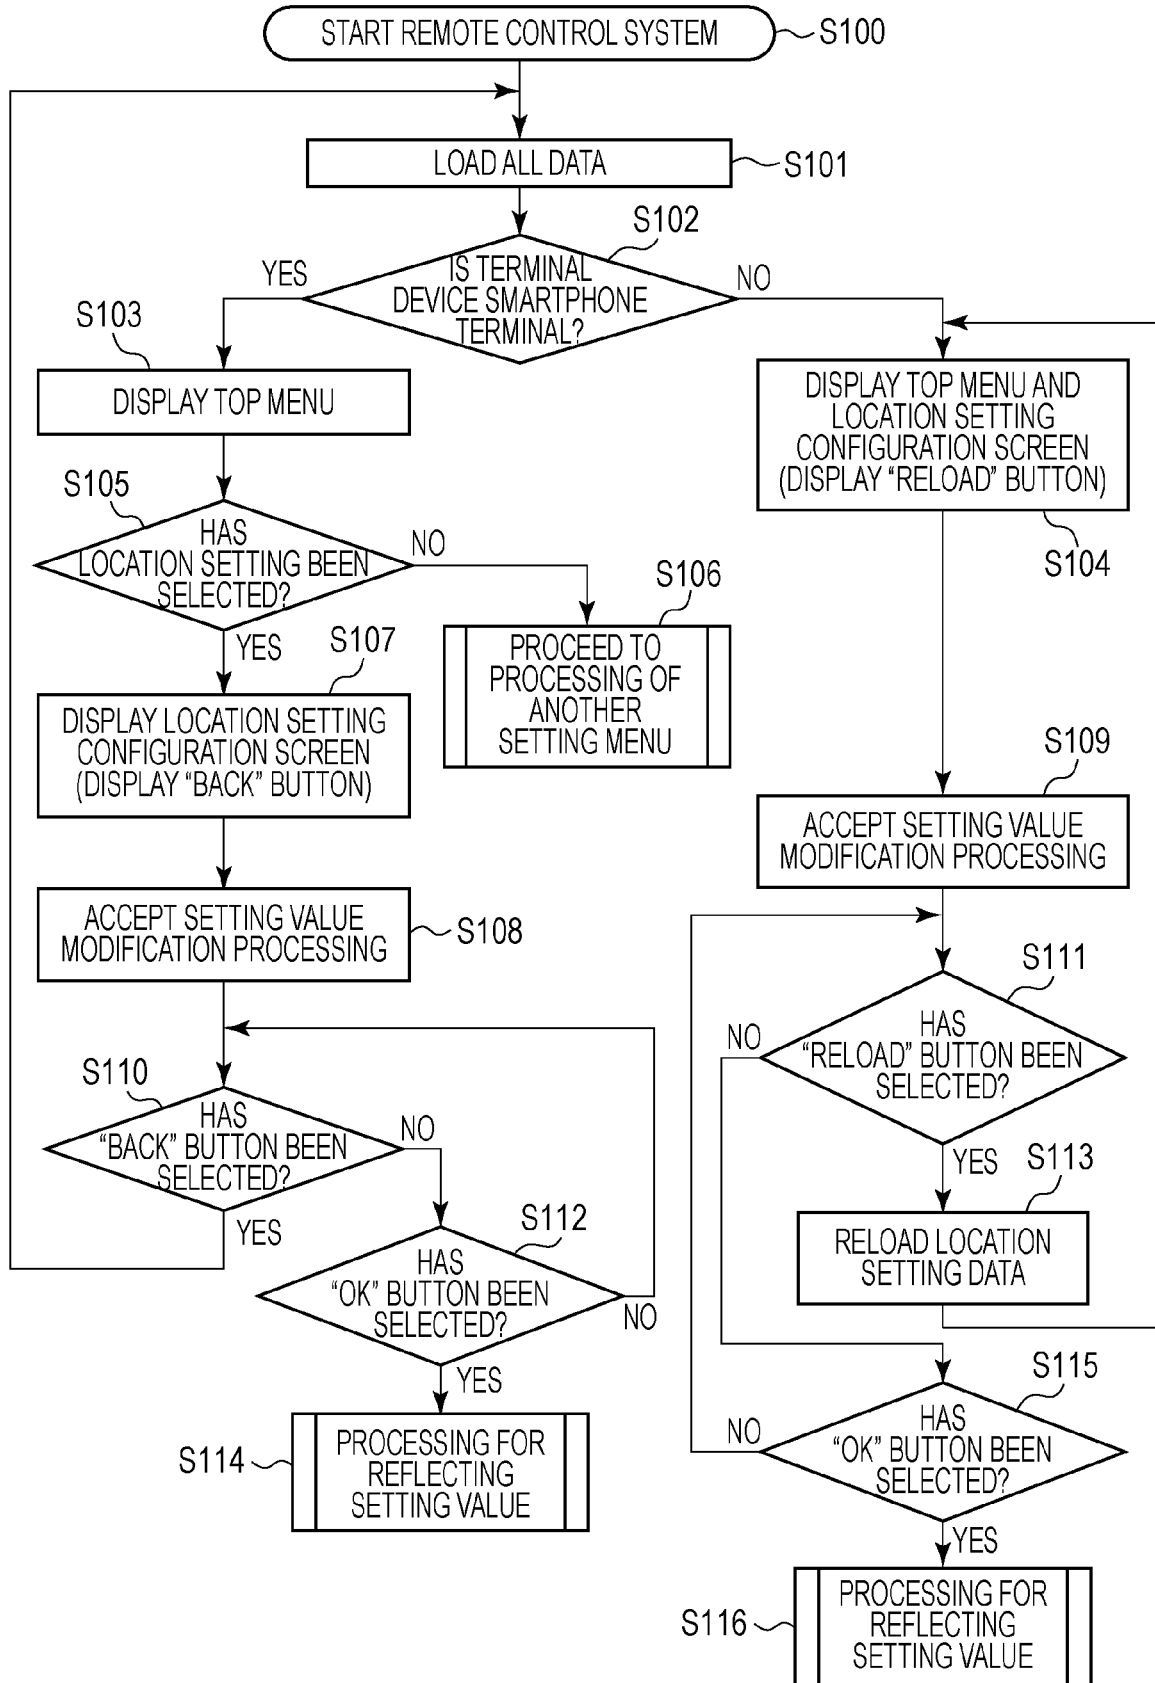 START REMOTE CONTROL SYSTEM
S100
LOAD ALL DATA
S101
S102
IS TERMINAL
DEVICE SMARTPHONE
TERMINAL?
YES
NO
S103
DISPLAY TOP MENU
DISPLAY TOP MENU AND
LOCATION SETTING
CONFIGURATION SCREEN
(DISPLAY “RELOAD” BUTTON)
S104
S105
HAS
LOCATION SETTING BEEN
SELECTED?
NO
YES
S106
PROCEED TO
PROCESSING OF
ANOTHER
SETTING MENU
S107
DISPLAY LOCATION SETTING
CONFIGURATION SCREEN
(DISPLAY “BACK” BUTTON)
S109
ACCEPT SETTING VALUE
MODIFICATION PROCESSING
ACCEPT SETTING VALUE
MODIFICATION PROCESSING
S108
S111
HAS
“RELOAD” BUTTON BEEN
SELECTED?
NO
YES
S110
HAS
“BACK” BUTTON BEEN
SELECTED?
NO
YES
S113
RELOAD LOCATION
SETTING DATA
S112
HAS
“OK” BUTTON BEEN
SELECTED?
NO
YES
S115
HAS
“OK” BUTTON BEEN
SELECTED?
NO
YES
S114
PROCESSING FOR
REFLECTING
SETTING VALUE
S116
PROCESSING FOR
REFLECTING
SETTING VALUE